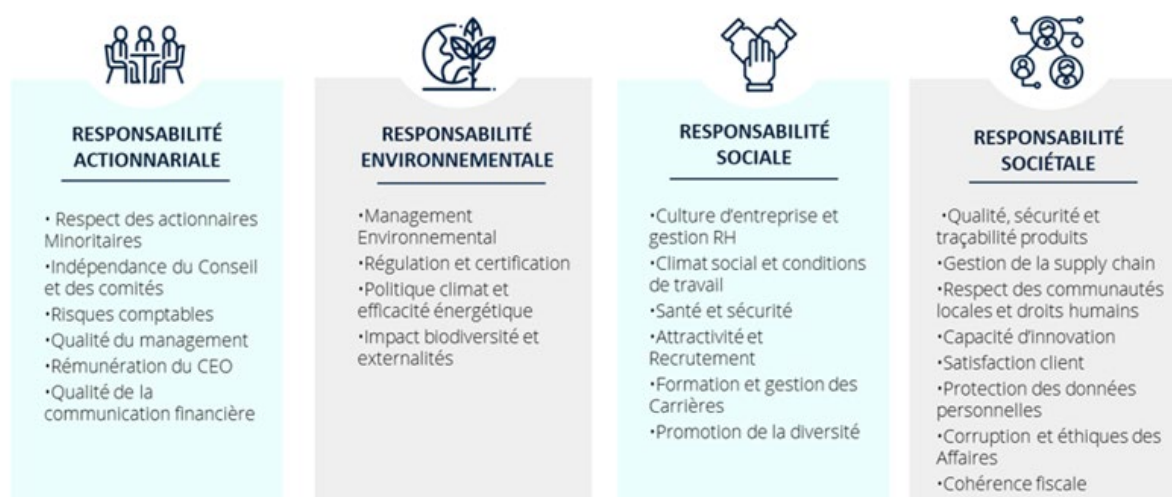 RESPONSABILITÉ
ACTIONNARIALE
• Respect des actionnaires
Minoritaires
•Indépendance du Conseil
et des comités
•Risques comptables
•Qualité du management
•Rémunération du CEO
•Qualité de la
communication financière
RESPONSABILITÉ
ENVIRONNEMENTALE
•Management
Environnemental
•Régulation et certification
•Politique climat et
efficacité énergétique
•Impact biodiversité et
externalités
RESPONSABILITÉ
SOCIALE
•Culture d’entreprise et
gestion RH
•Climat social et conditions
de travail
•Santé et sécurité
•Attractivité et
Recrutement
•Formation et gestion des
Carrières
•Promotion de la diversité
RESPONSABILITÉ
SOCIÉTALE
•Qualité, sécurité et
traçabilité produits
•Gestion de la supply chain
•Respect des communautés
locales et droits humains
•Capacité d’innovation
•Satisfaction client
•Protection des données
personnelles
•Corruption et éthiques des
Affaires
•Cohérence fiscale